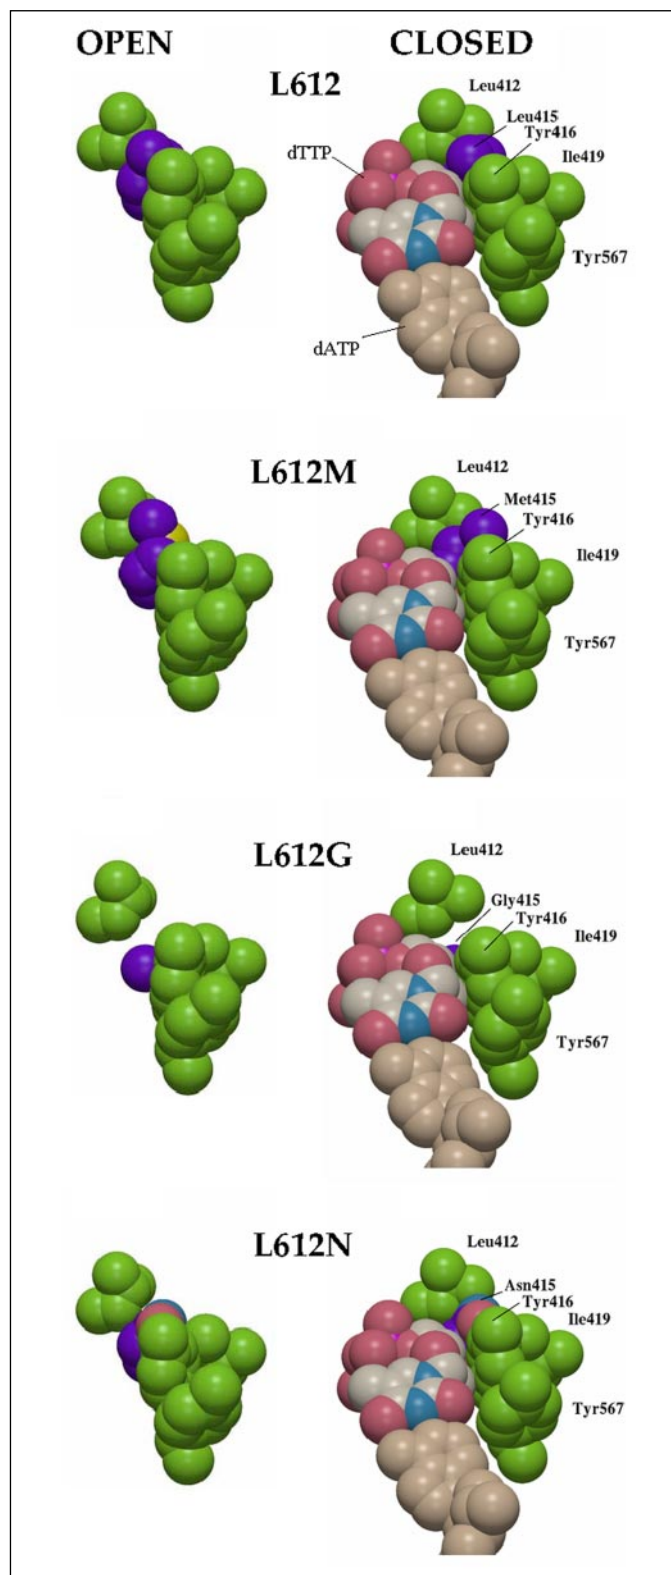 OPEN CLOSED
L612
Leu412
Leu415
Tyr416
dTTP
Ile419
Tyr567
dATP
L612M
Leu412
Met415
Tyr416
Ile419
Tyr567
L612G
Leu412
Gly415
Tyr416
Ile419
Tyr567
L612N
Leu412
Asn415
Tyr416
Ile419
Tyr567